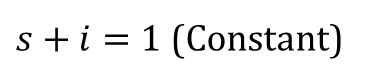 s + i = 1 (Constant)